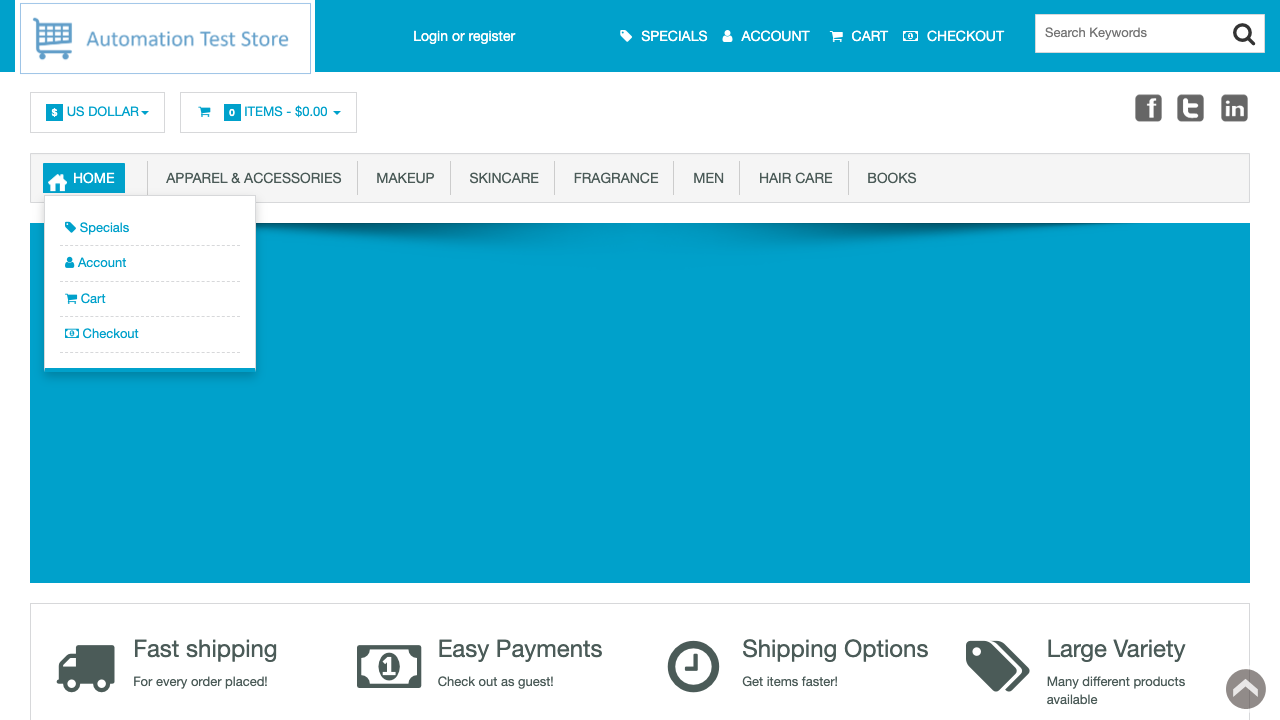 Automation Test Store
Login or register
SPECIALS ACCOUNT CART CHECKOUT
Search Keywords
$ US DOLLAR
0 ITEMS - $0.00
HOME APPAREL & ACCESSORIES MAKEUP SKINCARE FRAGRANCE MEN HAIR CARE BOOKS
Specials
Account
Cart
Checkout
Fast shipping
For every order placed!
Easy Payments
Check out as guest!
Shipping Options
Get items faster!
Large Variety
Many different products
available